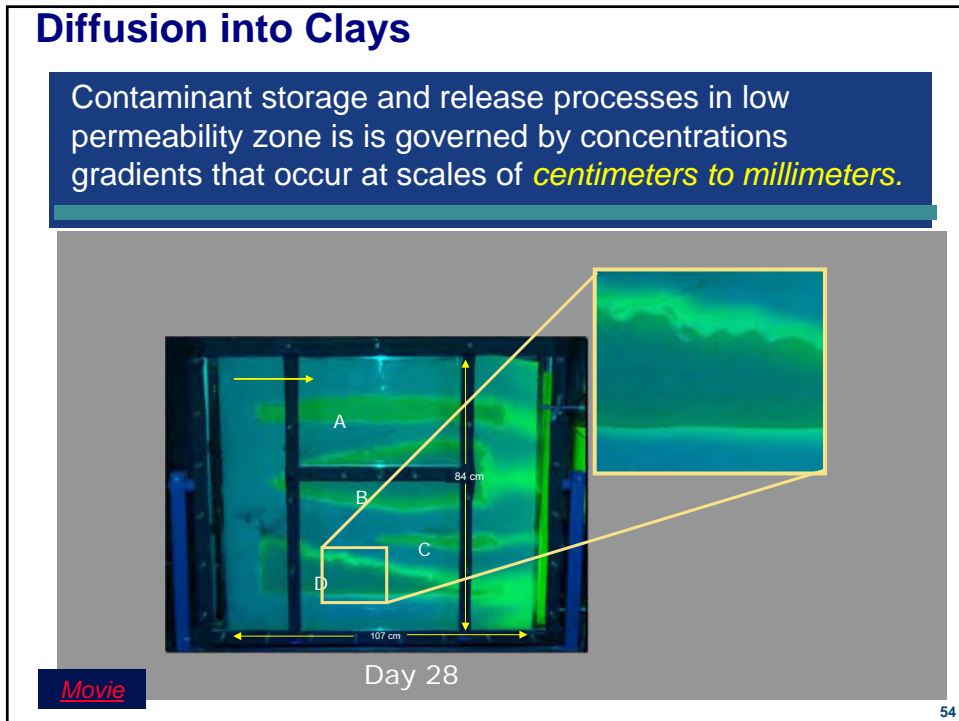 Diffusion into Clays
Contaminant storage and release processes in low
permeability zone is is governed by concentrations
gradients that occur at scales of centimeters to millimeters.
A
84 cm
B
C
D
107 cm
Day 28
Movie
54